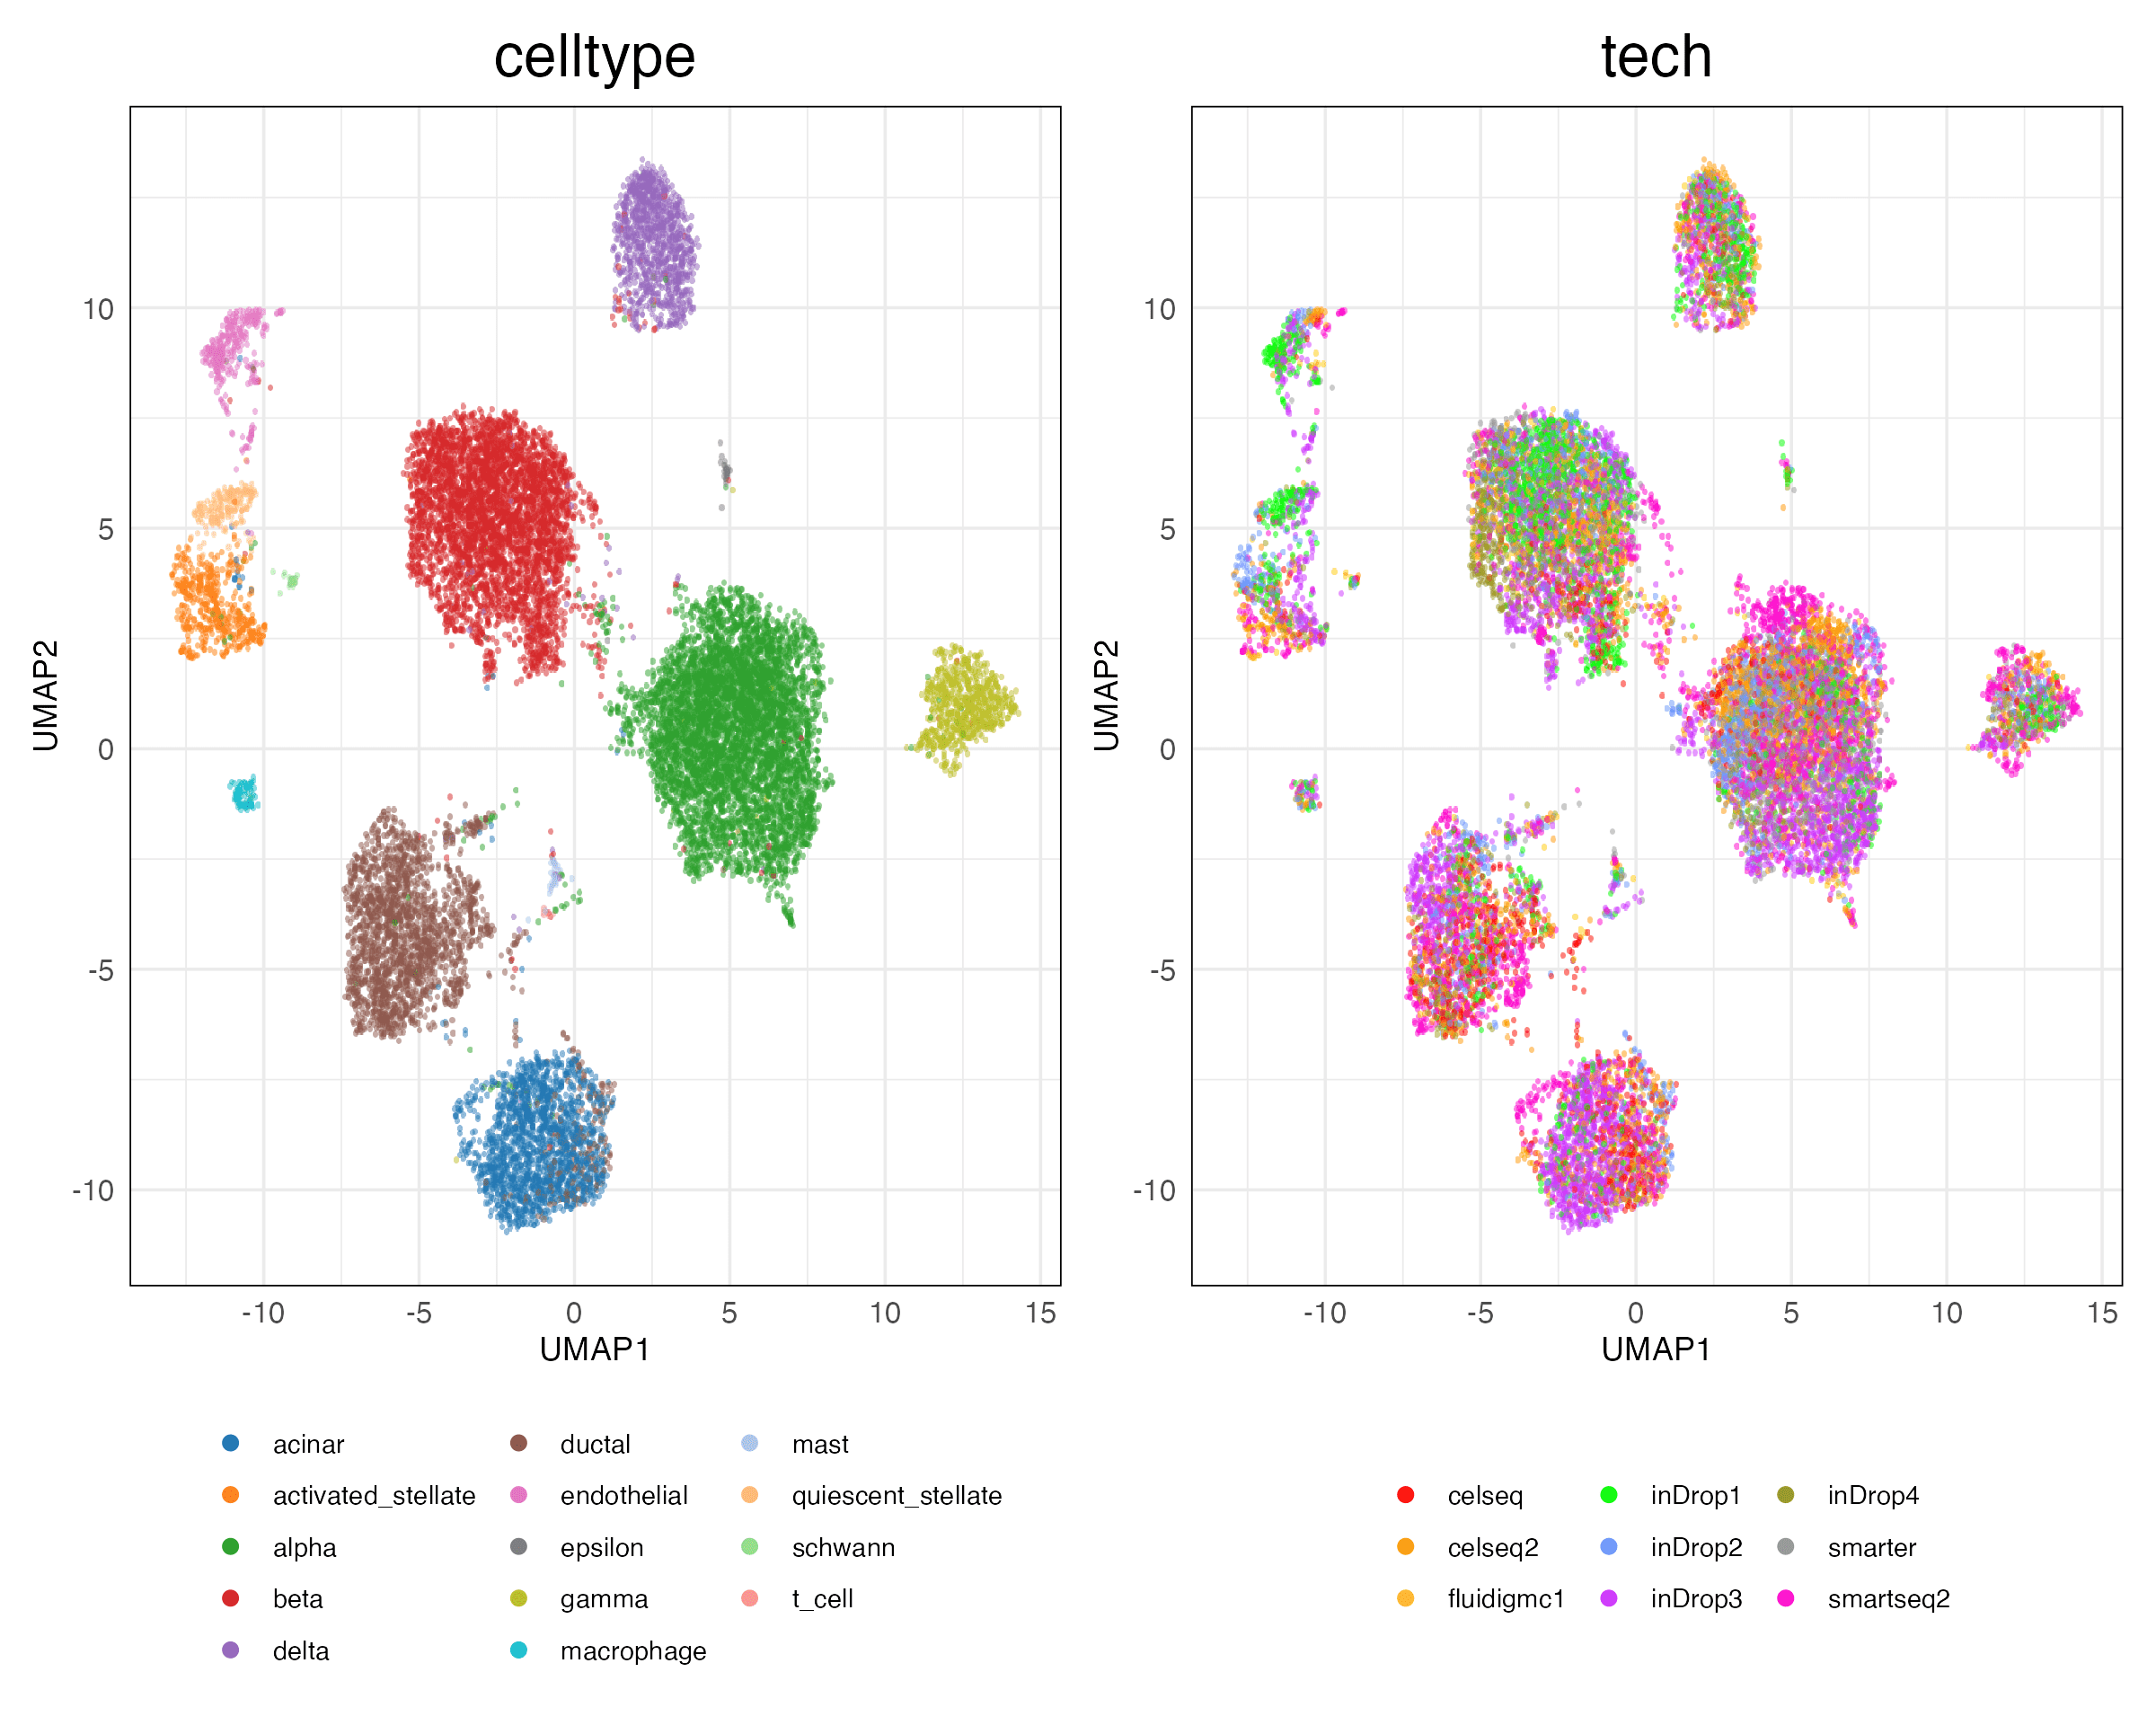 celltype
tech
10
5
0
-5
-10
UMAP2
-10
-5
0
5
10
15
UMAP1
10
5
0
-5
-10
UMAP2
-10
-5
0
5
10
15
UMAP1
acinar
activated_stellate
alpha
beta
delta
ductal
endothelial
epsilon
gamma
macrophage
mast
quiescent_stellate
schwann
t_cell
celseq
celseq2
fluidigmc1
inDrop1
inDrop2
inDrop3
inDrop4
smarter
smartseq2